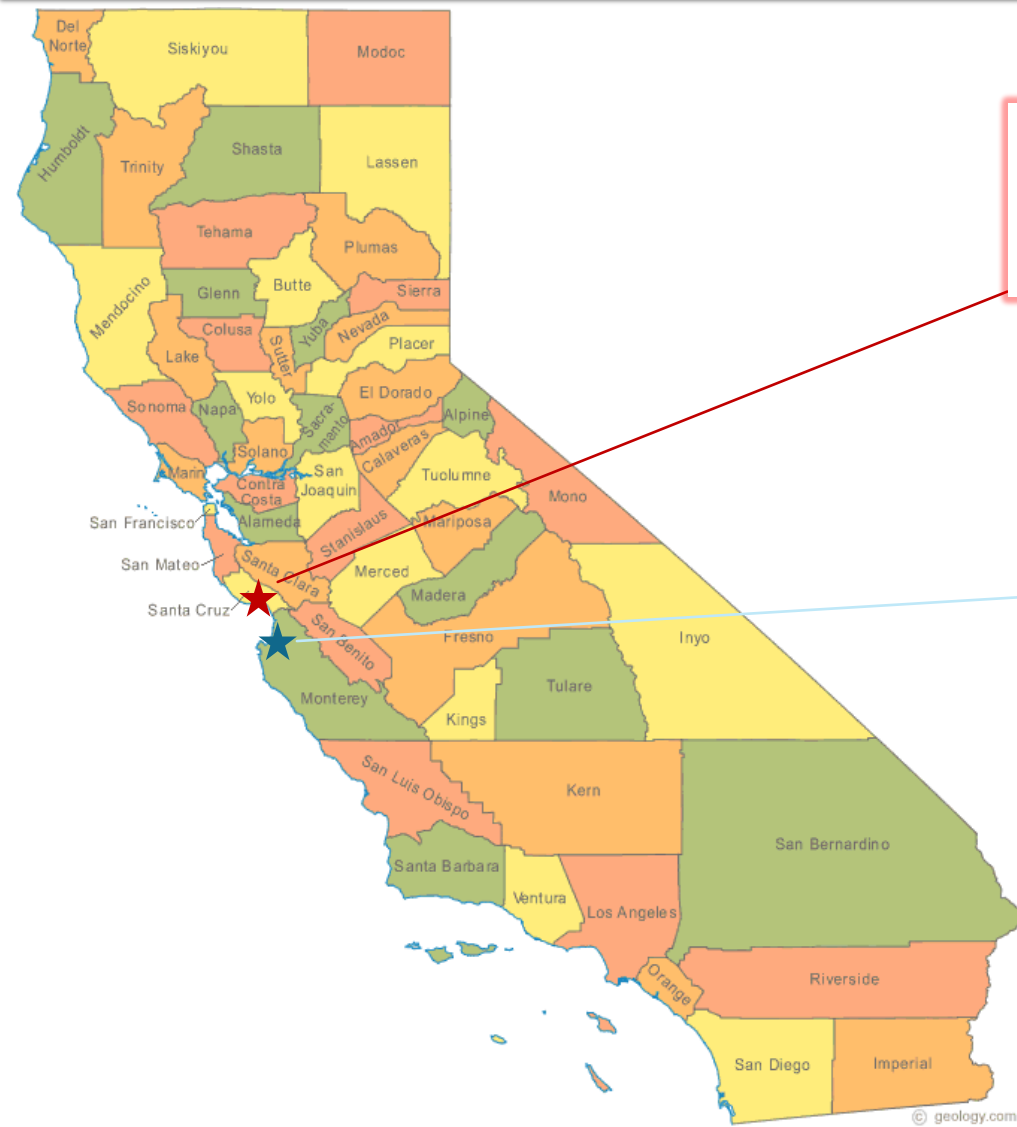 Del
Norte
Siskiyou
Modoc
Humboldt
Trinity
Shasta
Lassen
Tehama
Plumas
Mendocino
Glenn
Butte
Sierra
Colusa
Yuba
Nevada
Lake
Sutter
Placer
Sonoma
Napa
Yolo
El Dorado
Sacra-
manto
Alpine
Amador
Marin
Solano
Calaveras
San
Joaquin
Tuolumne
Contra
Costa
Mono
San Francisco
Alameda
Stanislaus
Mariposa
San Mateo
Santa Clara
Merced
Madera
Santa Cruz
San Benito
Fresno
Inyo
Monterey
Kings
Tulare
San Luis Obispo
Kern
San Bernardino
Santa Barbara
Ventura
Los Angeles
Orange
Riverside
San Diego
Imperial
© geology.com